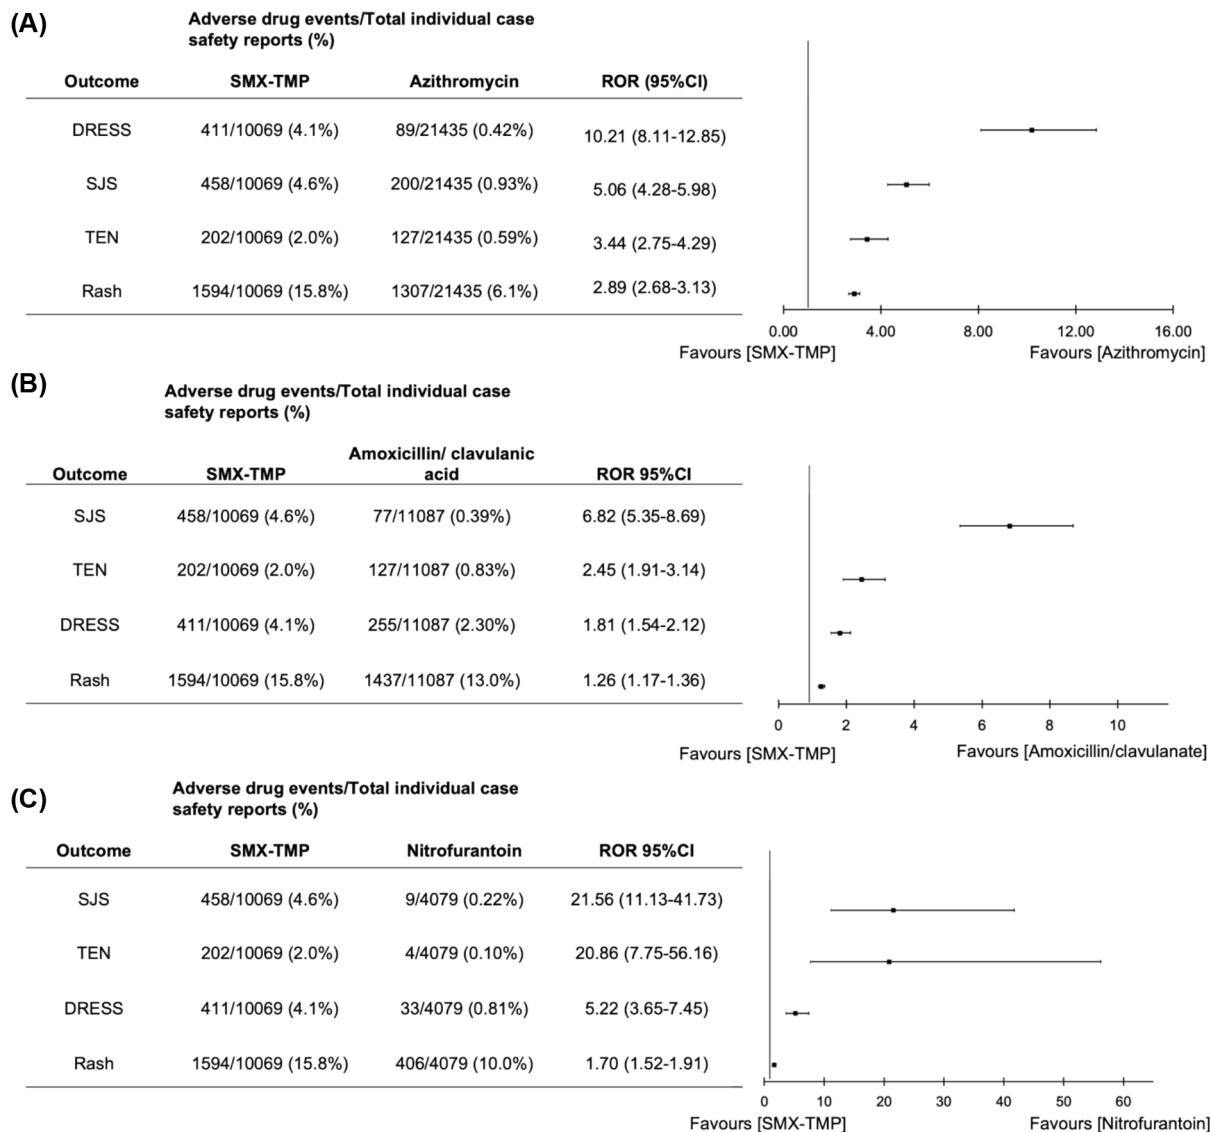 (A)
Adverse drug events/Total individual case
safety reports (%)
Outcome SMX-TMP Azithromycin ROR (95%CI)
DRESS 411/10069 (4.1%) 89/21435 (0.42%) 10.21 (8.11-12.85)
SJS 458/10069 (4.6%) 200/21435 (0.93%) 5.06 (4.28-5.98)
TEN 202/10069 (2.0%) 127/21435 (0.59%) 3.44 (2.75-4.29)
Rash 1594/10069 (15.8%) 1307/21435 (6.1%) 2.89 (2.68-3.13)
0.00 4.00 8.00 12.00 16.00
Favours [SMX-TMP] Favours [Azithromycin]
(B)
Adverse drug events/Total individual case
safety reports (%)
Amoxicillin/ clavulanic
Outcome SMX-TMP acid ROR 95%CI
SJS 458/10069 (4.6%) 77/11087 (0.39%) 6.82 (5.35-8.69)
TEN 202/10069 (2.0%) 127/11087 (0.83%) 2.45 (1.91-3.14)
DRESS 411/10069 (4.1%) 255/11087 (2.30%) 1.81 (1.54-2.12)
Rash 1594/10069 (15.8%) 1437/11087 (13.0%) 1.26 (1.17-1.36)
0 2 4 6 8 10
Favours [SMX-TMP] Favours [Amoxicillin/clavulanate]
(C)
Adverse drug events/Total individual case
safety reports (%)
Outcome SMX-TMP Nitrofurantoin ROR 95%CI
SJS 458/10069 (4.6%) 9/4079 (0.22%) 21.56 (11.13-41.73)
TEN 202/10069 (2.0%) 4/4079 (0.10%) 20.86 (7.75-56.16)
DRESS 411/10069 (4.1%) 33/4079 (0.81%) 5.22 (3.65-7.45)
Rash 1594/10069 (15.8%) 406/4079 (10.0%) 1.70 (1.52-1.91)
0 10 20 30 40 50 60
Favours [SMX-TMP] Favours [Nitrofurantoin]